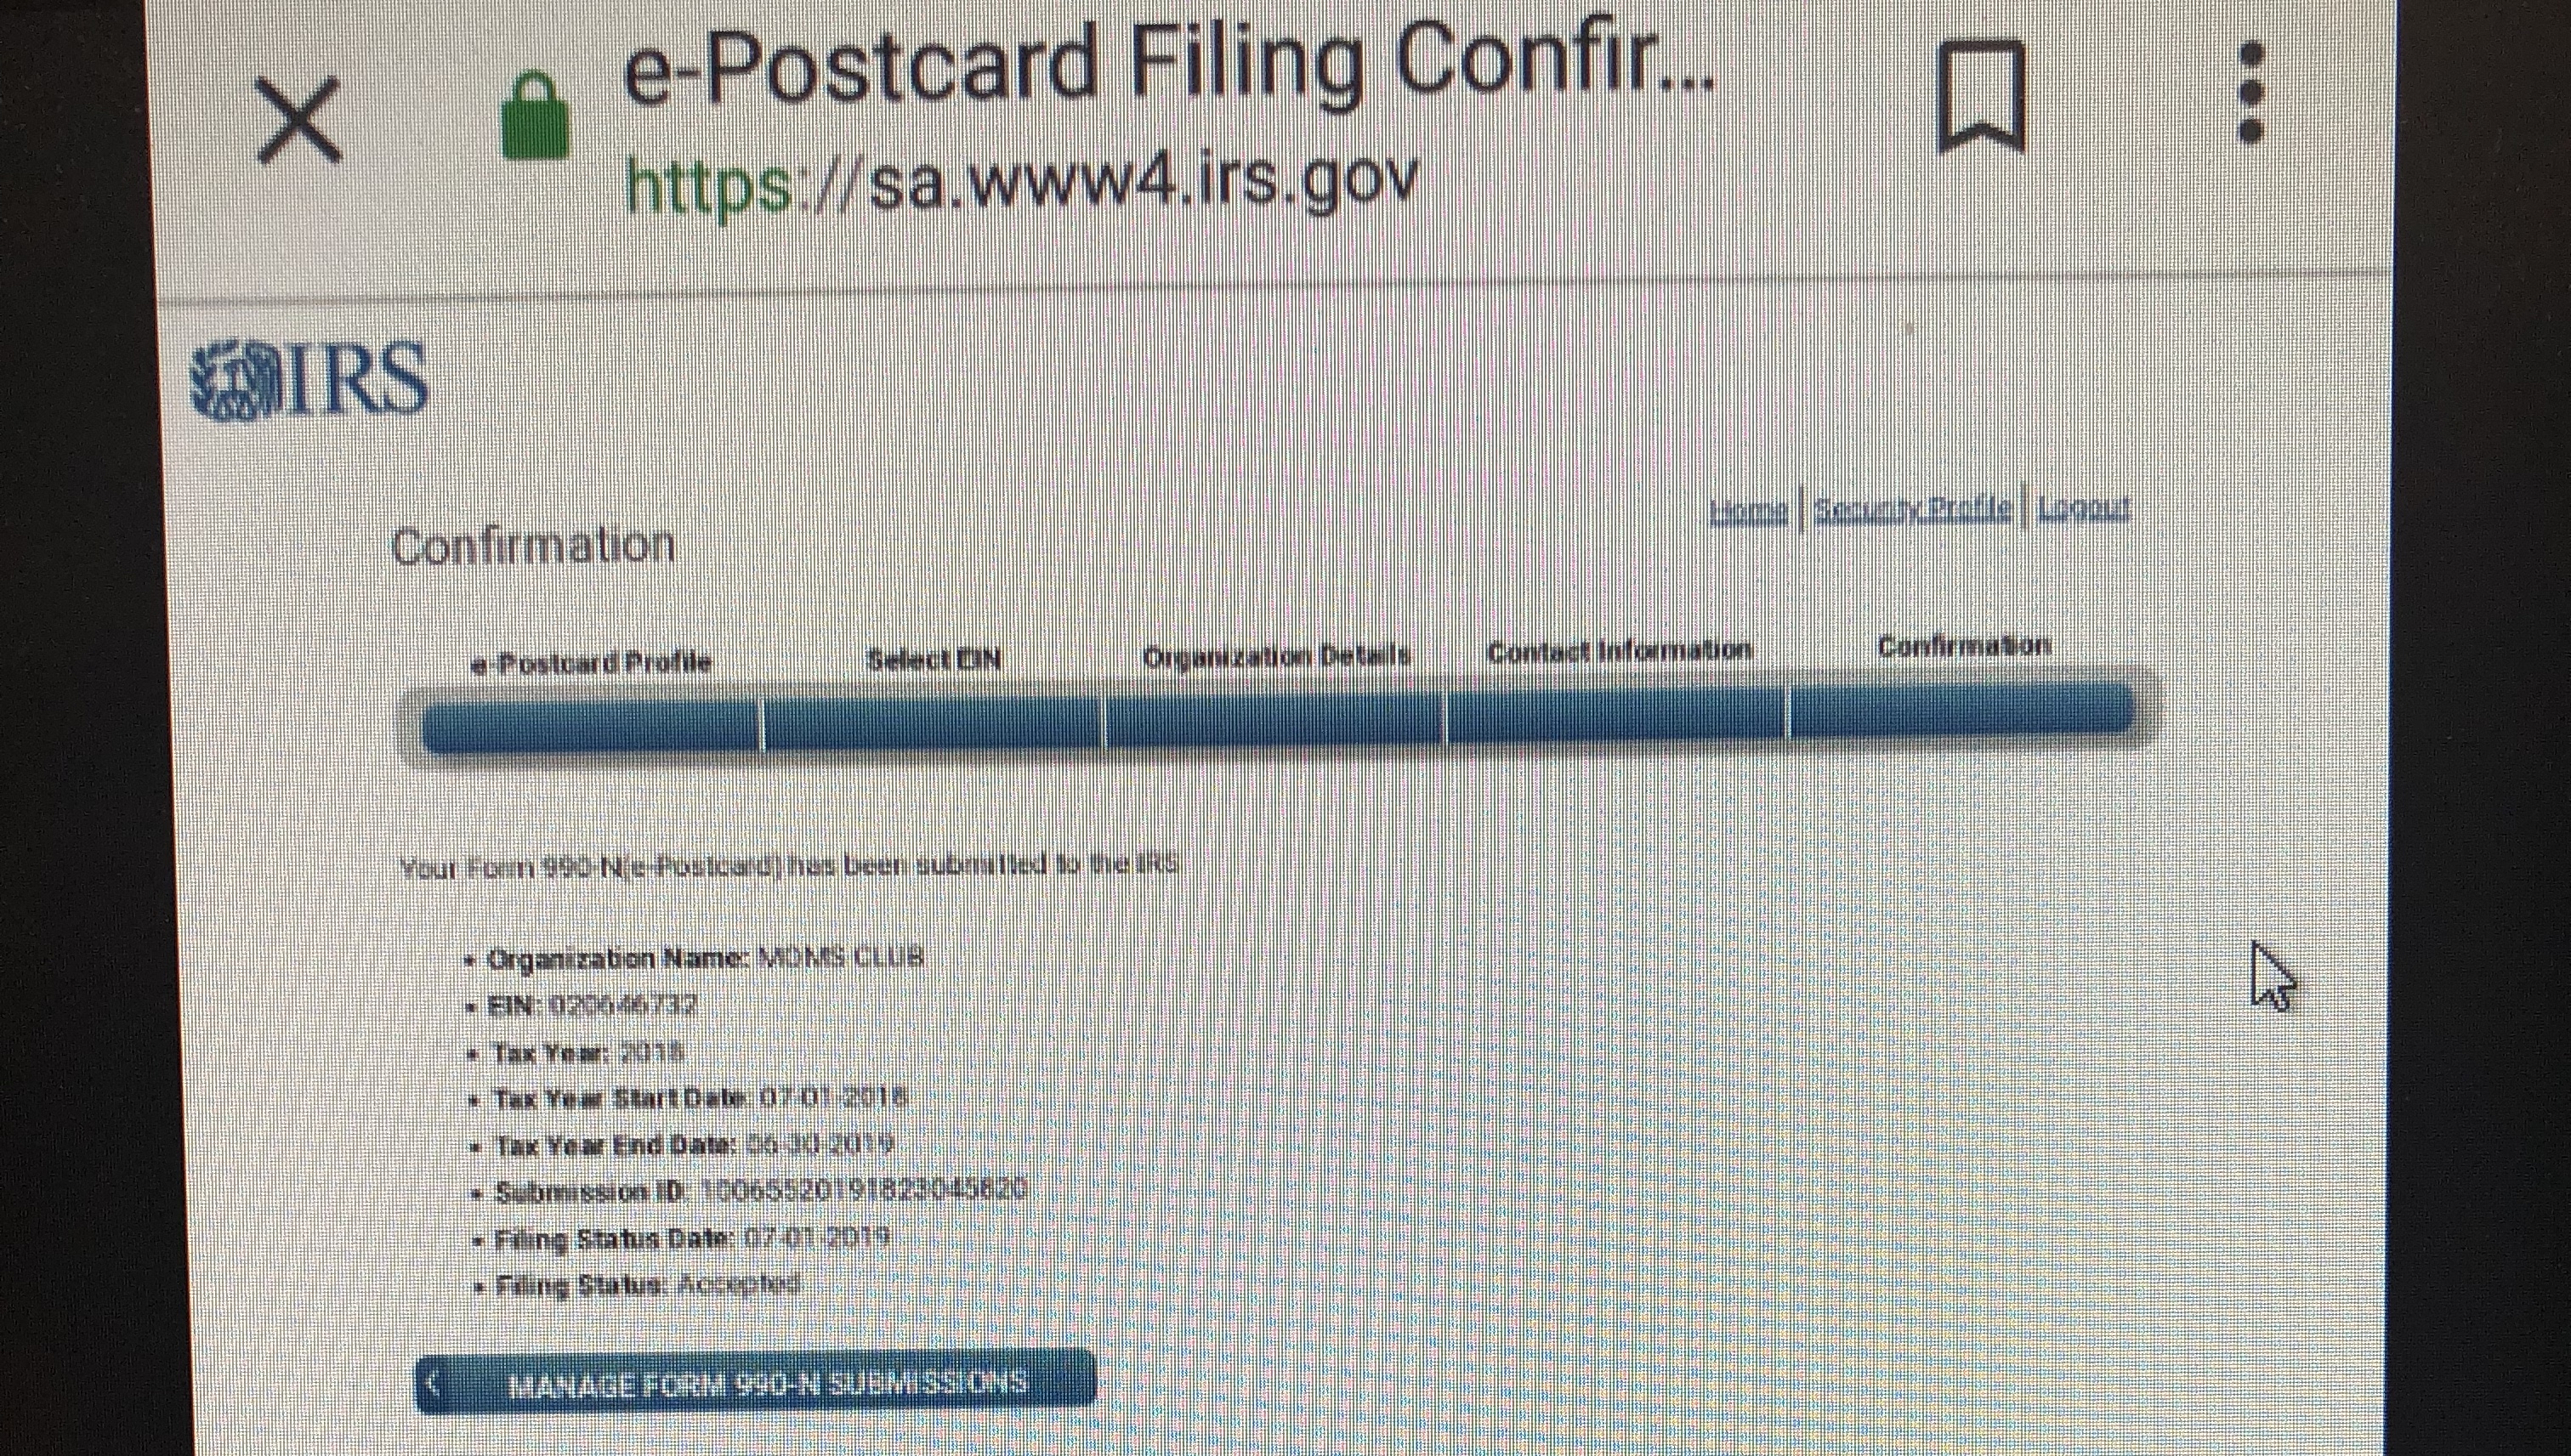 e-Postcard Filing Confir...
https://sa.www4.irs.gov
IRS
Home | Security Profile | Logout
Confirmation
e-Postcard Profile Select EIN Organization Details Contact Information Confirmation
Your Form 990-N(e-Postcard) has been submitted to the IRS
• Organization Name: MOMS CLUB
• EIN: 020646732
• Tax Year: 2018
• Tax Year Start Date: 07-01-2018
• Tax Year End Date: 06-30-2019
• Submission ID: 10065520191823045820
• Filing Status Date: 07-01-2019
• Filing Status: Accepted
MANAGE FORM 990-N SUBMISSIONS